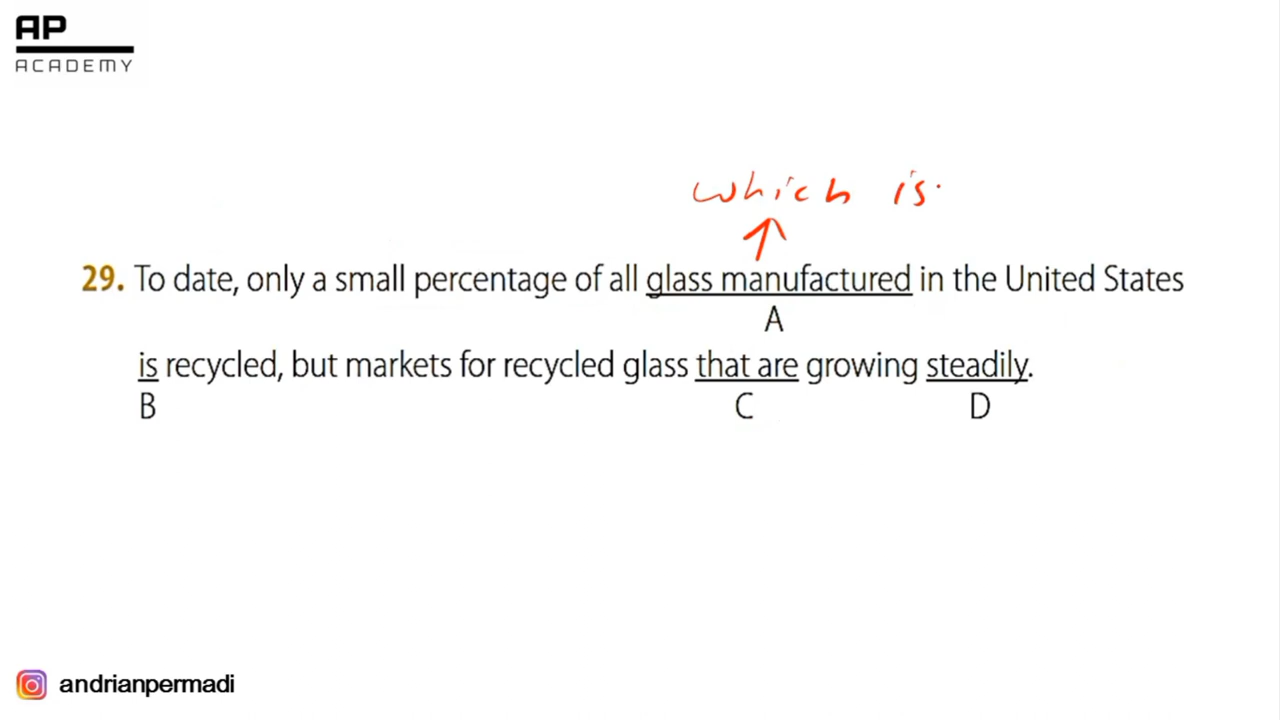 AP
ACADEMY
which is.
29. To date, only a small percentage of all glass manufactured in the United States
A
is recycled, but markets for recycled glass that are growing steadily.
B C D
andrianpermadi